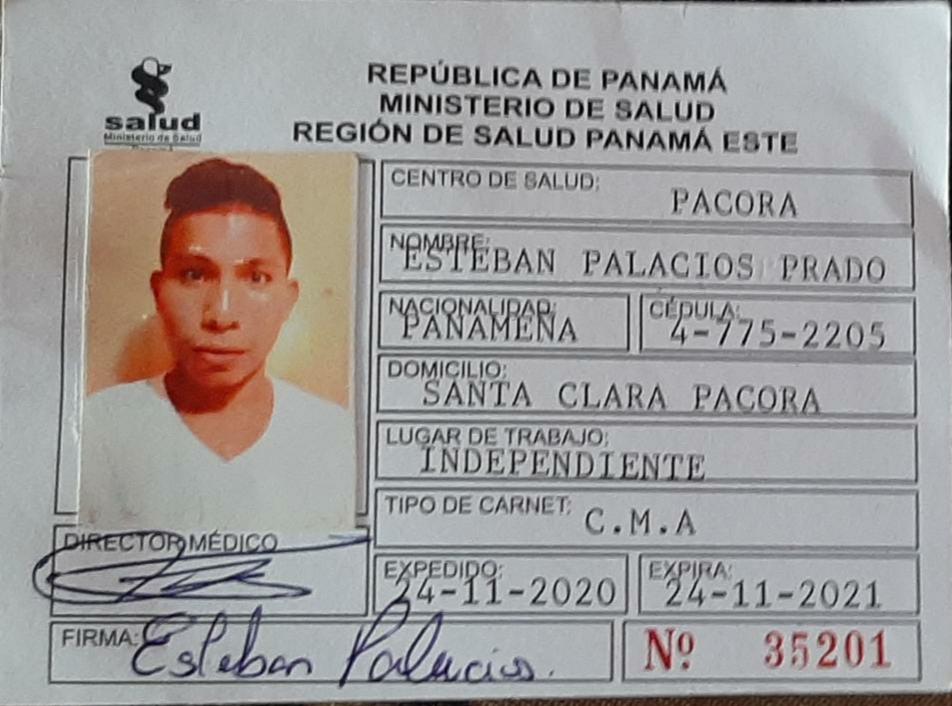 REPÚBLICA DE PANAMÁ
MINISTERIO DE SALUD
REGIÓN DE SALUD PANAMÁ ESTE
salud
Ministerio de Salud
CENTRO DE SALUD: PACORA
NOMBRE: ESTEBAN PALACIOS PRADO
NACIONALIDAD: PANAMEÑA CÉDULA: 4-775-2205
DOMICILIO: SANTA CLARA PACORA
LUGAR DE TRABAJO: INDEPENDIENTE
TIPO DE CARNET: C.M.A
DIRECTOR MÉDICO
EXPEDIDO: 24-11-2020 EXPIRA: 24-11-2021
FIRMA: Esteban Palacios. Nº 35201